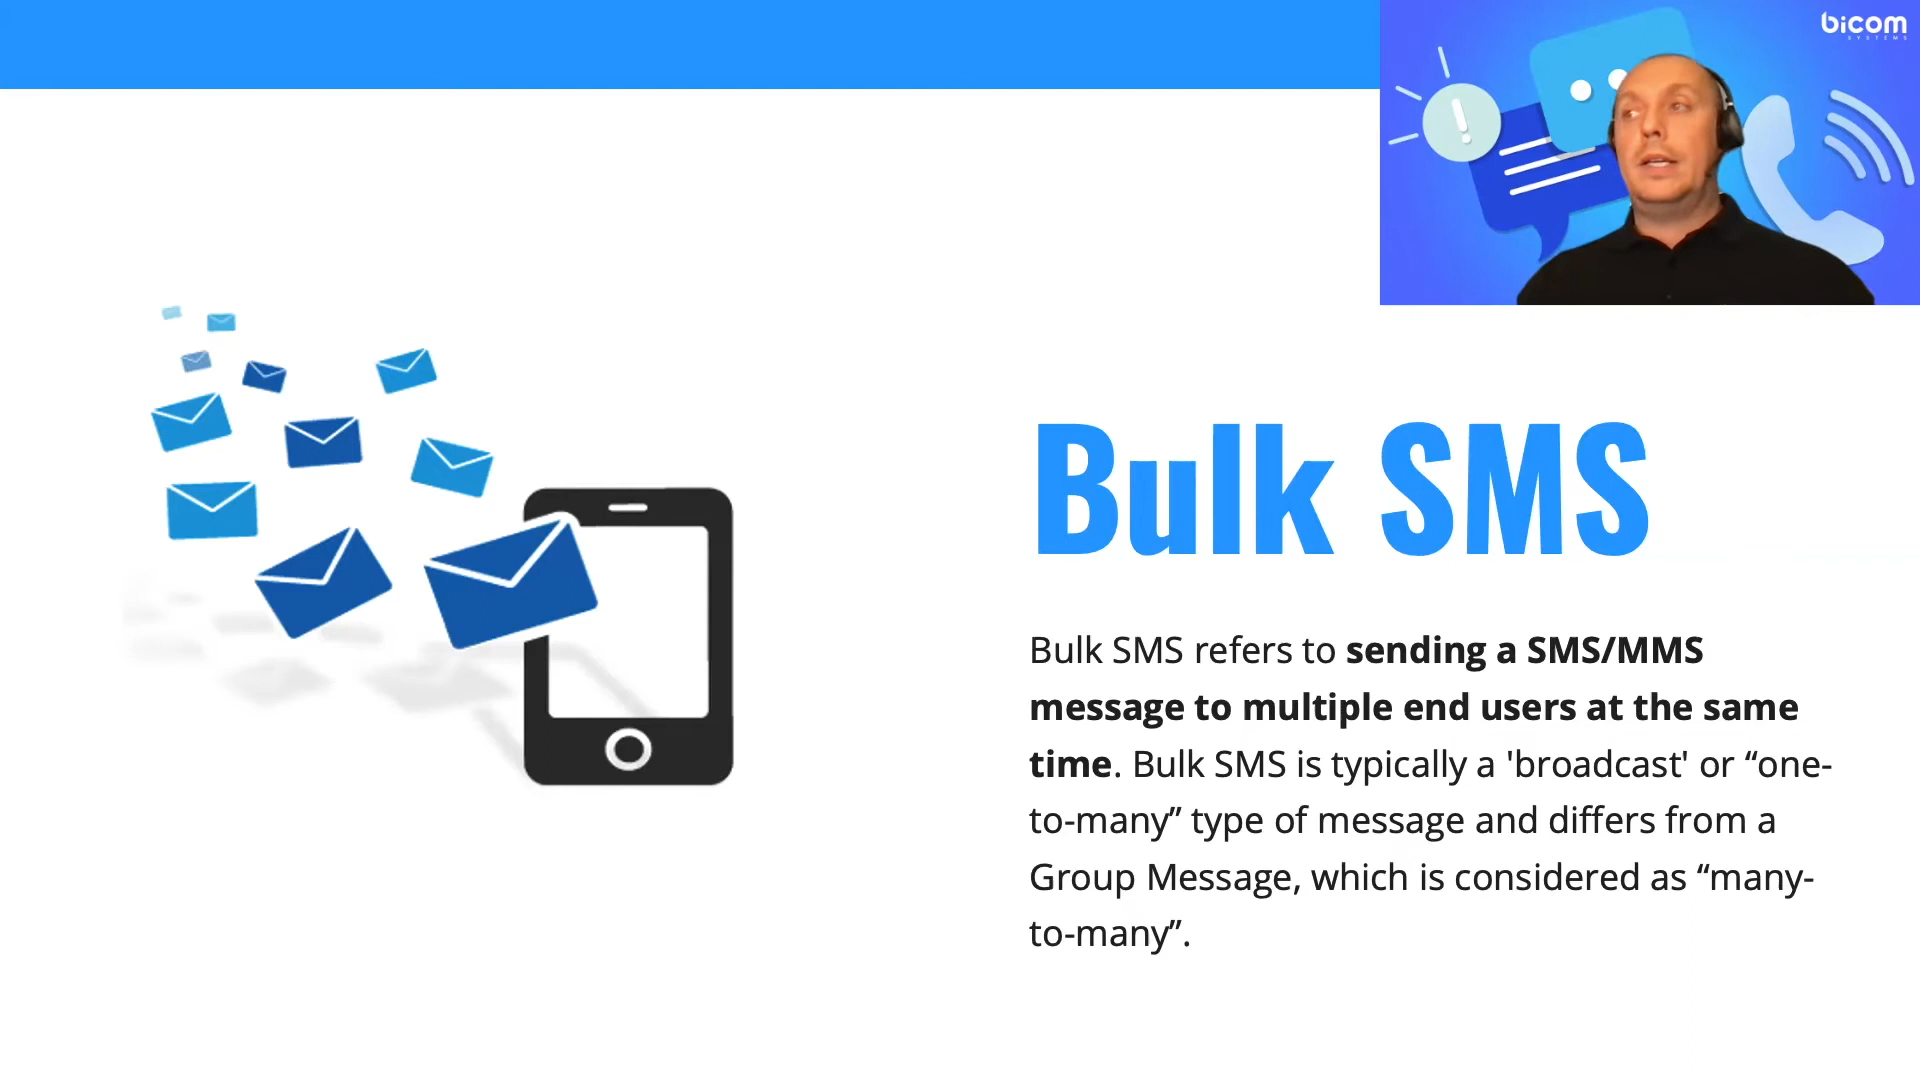 bicom
SYSTEMS
Bulk SMS
Bulk SMS refers to sending a SMS/MMS
message to multiple end users at the same
time. Bulk SMS is typically a 'broadcast' or “one-
to-many” type of message and differs from a
Group Message, which is considered as “many-
to-many”.